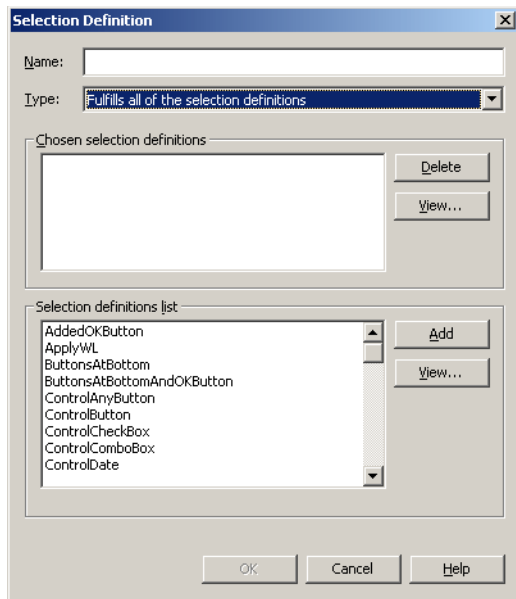 Selection Definition
Name:
Type: Fulfills all of the selection definitions
Chosen selection definitions
Delete
View...
Selection definitions list
AddedOKButton
ApplyWL
ButtonsAtBottom
ButtonsAtBottomAndOKButton
ControlAnyButton
ControlButton
ControlCheckBox
ControlComboBox
ControlDate
Add
View...
OK Cancel Help